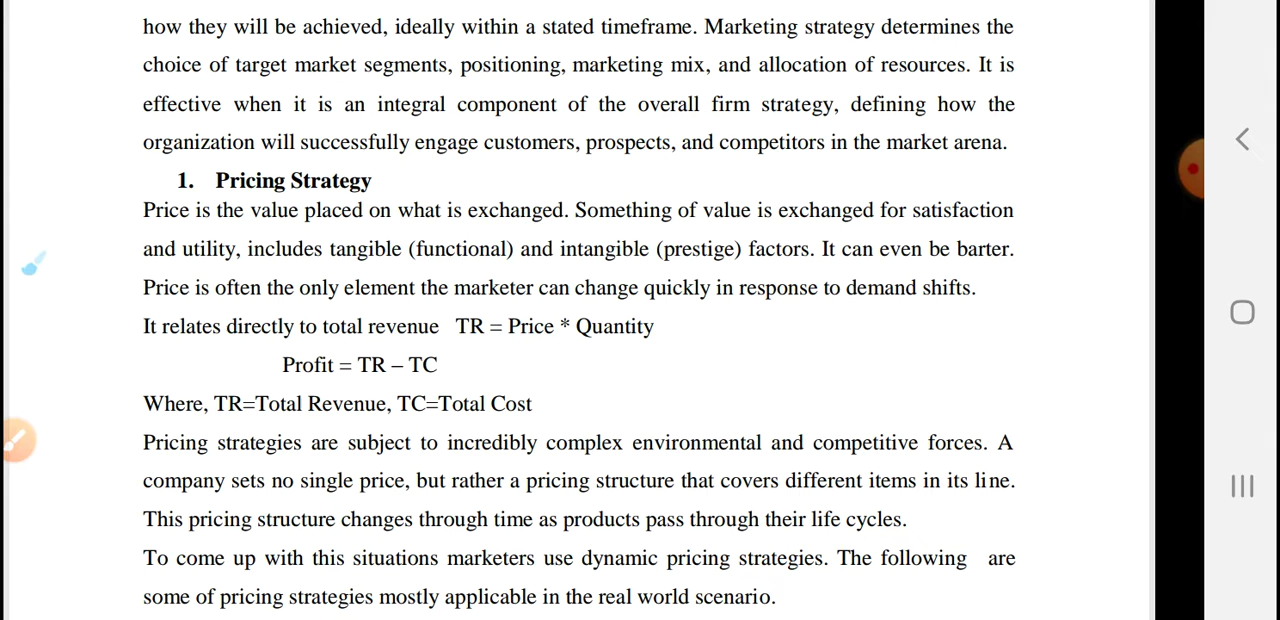 how they will be achieved, ideally within a stated timeframe. Marketing strategy determines the
choice of target market segments, positioning, marketing mix, and allocation of resources. It is
effective when it is an integral component of the overall firm strategy, defining how the
organization will successfully engage customers, prospects, and competitors in the market arena.
1. Pricing Strategy
Price is the value placed on what is exchanged. Something of value is exchanged for satisfaction
and utility, includes tangible (functional) and intangible (prestige) factors. It can even be barter.
Price is often the only element the marketer can change quickly in response to demand shifts.
It relates directly to total revenue TR = Price * Quantity
Profit = TR – TC
Where, TR=Total Revenue, TC=Total Cost
Pricing strategies are subject to incredibly complex environmental and competitive forces. A
company sets no single price, but rather a pricing structure that covers different items in its line.
This pricing structure changes through time as products pass through their life cycles.
To come up with this situations marketers use dynamic pricing strategies. The following are
some of pricing strategies mostly applicable in the real world scenario.